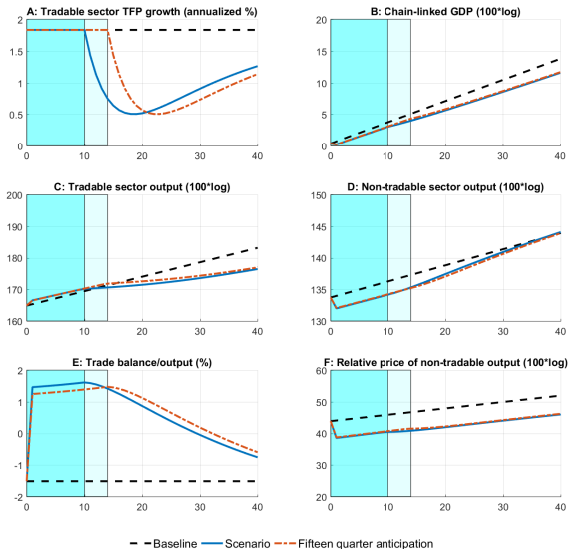 A: Tradable sector TFP growth (annualized %)
2
1.5
1
0.5
0
0 10 20 30 40
B: Chain-linked GDP (100*log)
20
15
10
5
0
0 10 20 30 40
C: Tradable sector output (100*log)
200
190
180
170
160
0 10 20 30 40
D: Non-tradable sector output (100*log)
150
145
140
135
130
0 10 20 30 40
E: Trade balance/output (%)
2
1
0
-1
-2
0 10 20 30 40
F: Relative price of non-tradable output (100*log)
60
50
40
30
20
0 10 20 30 40
Baseline Scenario Fifteen quarter anticipation